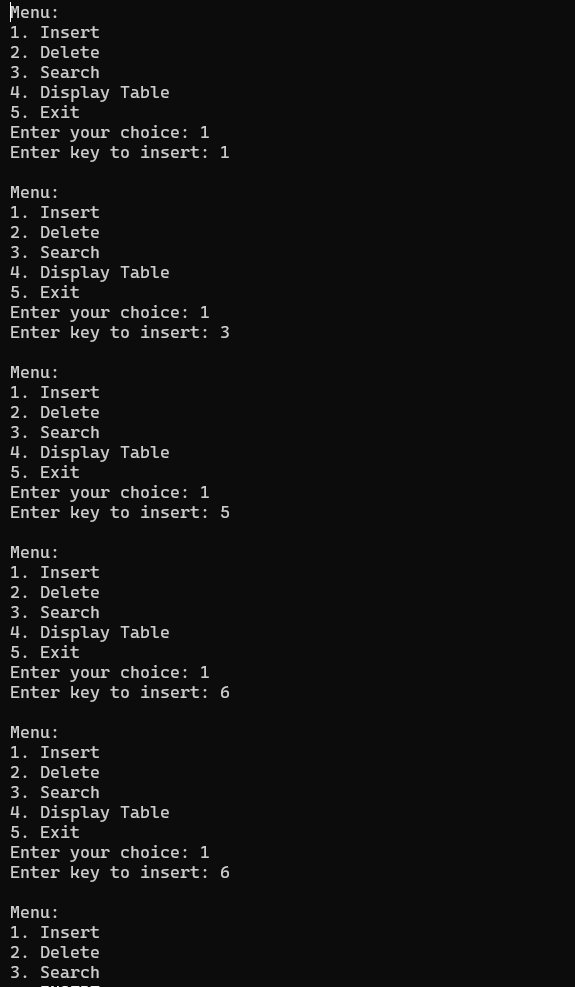 Menu:
1. Insert
2. Delete
3. Search
4. Display Table
5. Exit
Enter your choice: 1
Enter key to insert: 1
Menu:
1. Insert
2. Delete
3. Search
4. Display Table
5. Exit
Enter your choice: 1
Enter key to insert: 3
Menu:
1. Insert
2. Delete
3. Search
4. Display Table
5. Exit
Enter your choice: 1
Enter key to insert: 5
Menu:
1. Insert
2. Delete
3. Search
4. Display Table
5. Exit
Enter your choice: 1
Enter key to insert: 6
Menu:
1. Insert
2. Delete
3. Search
4. Display Table
5. Exit
Enter your choice: 1
Enter key to insert: 6
Menu:
1. Insert
2. Delete
3. Search